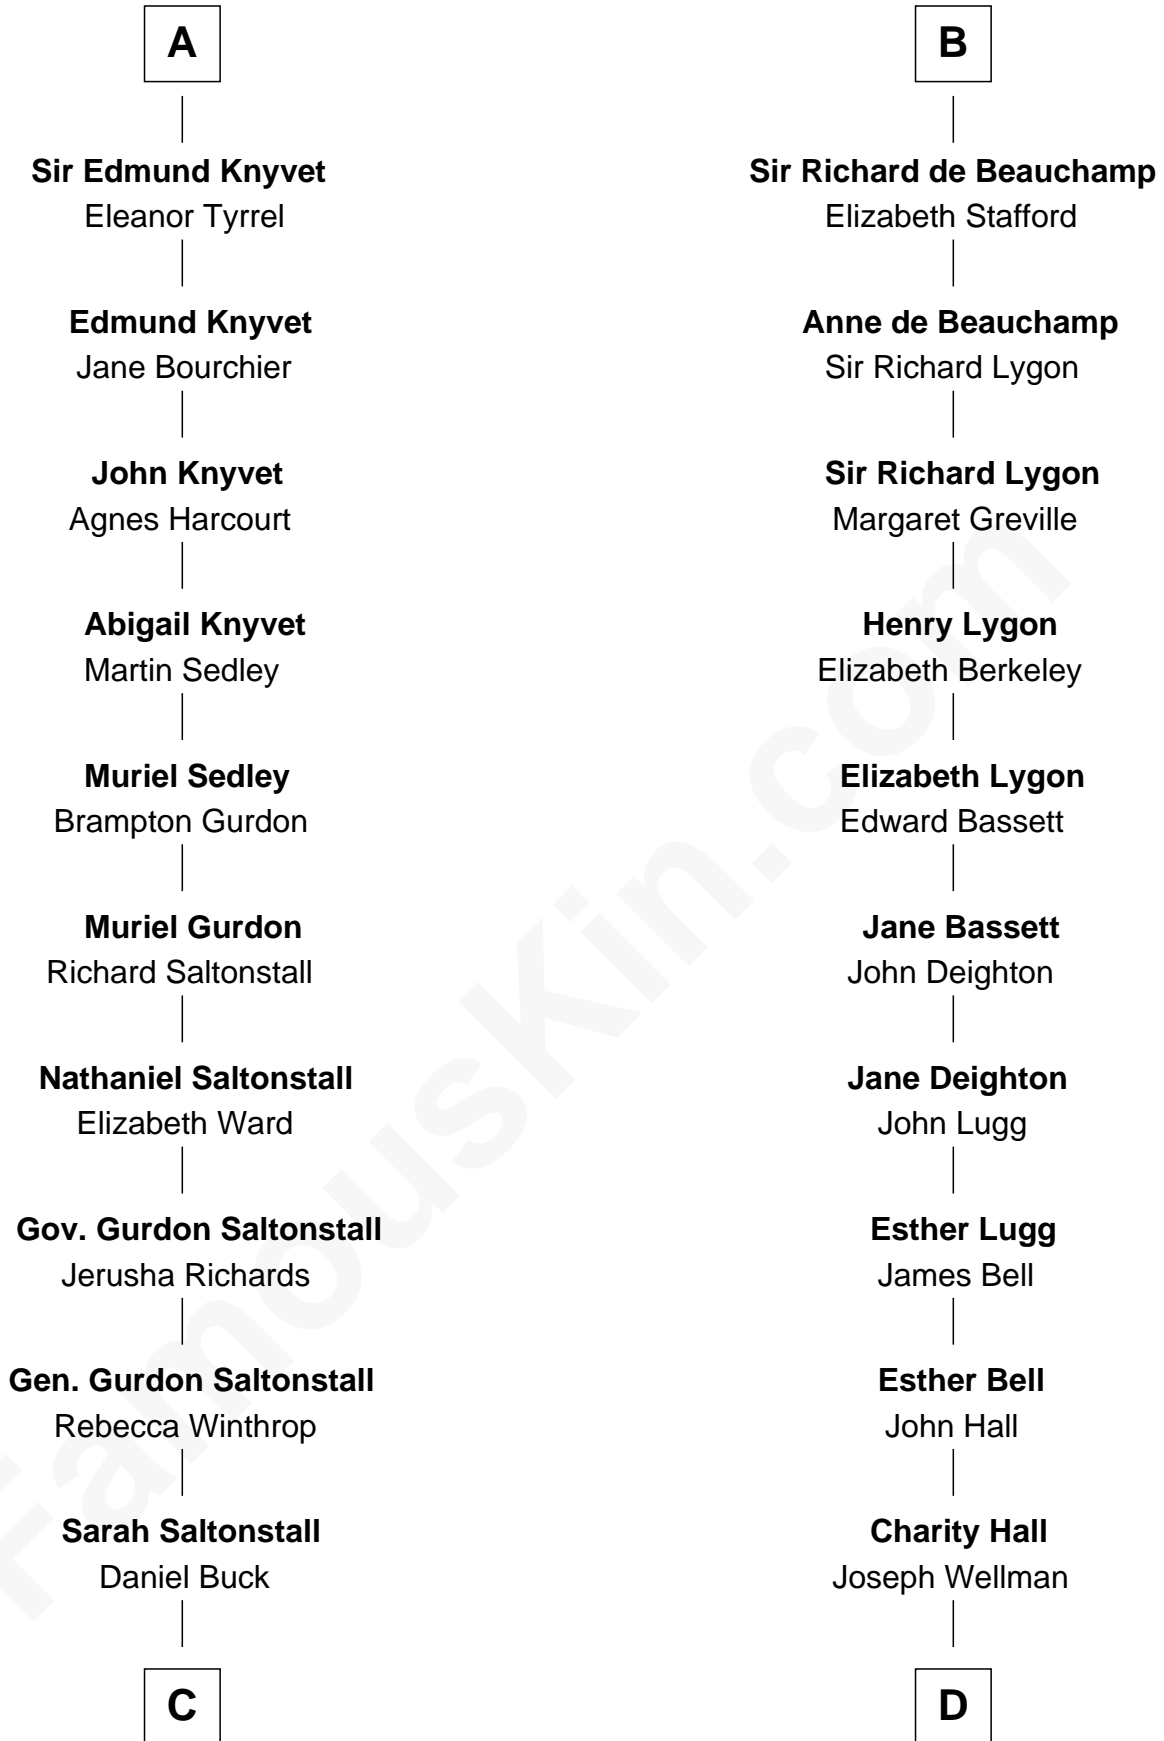 A
Sir Edmund Knyvet
Eleanor Tyrrel
Edmund Knyvet
Jane Bourchier
John Knyvet
Agnes Harcourt
Abigail Knyvet
Martin Sedley
Muriel Sedley
Brampton Gurdon
Muriel Gurdon
Richard Saltonstall
Nathaniel Saltonstall
Elizabeth Ward
Gov. Gurdon Saltonstall
Jerusha Richards
Gen. Gurdon Saltonstall
Rebecca Winthrop
Sarah Saltonstall
Daniel Buck
C
B
Sir Richard de Beauchamp
Elizabeth Stafford
Anne de Beauchamp
Sir Richard Lygon
Sir Richard Lygon
Margaret Greville
Henry Lygon
Elizabeth Berkeley
Elizabeth Lygon
Edward Bassett
Jane Bassett
John Deighton
Jane Deighton
John Lugg
Esther Lugg
James Bell
Esther Bell
John Hall
Charity Hall
Joseph Wellman
D
FamousKin.com